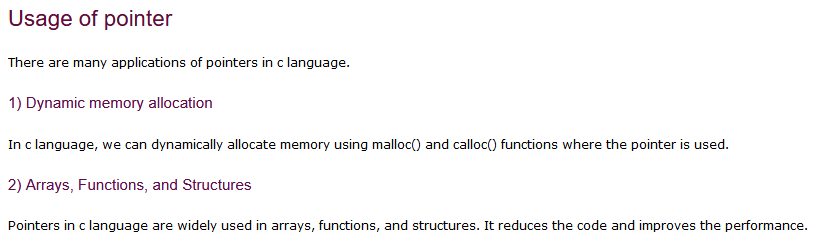 Usage of pointer
There are many applications of pointers in c language.
1) Dynamic memory allocation
In c language, we can dynamically allocate memory using malloc() and calloc() functions where the pointer is used.
2) Arrays, Functions, and Structures
Pointers in c language are widely used in arrays, functions, and structures. It reduces the code and improves the performance.